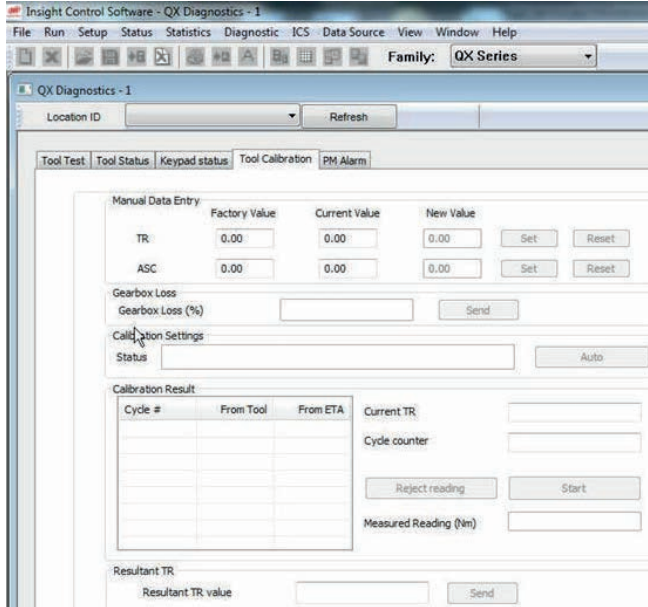 Insight Control Software - QX Diagnostics - 1
File Run Setup Status Statistics Diagnostic ICS Data Source View Window Help
Family: QX Series
QX Diagnostics - 1
Location ID Refresh
Tool Test Tool Status Keypad status Tool Calibration PM Alarm
Manual Data Entry
Factory Value Current Value New Value
TR 0.00 0.00 0.00 Set Reset
ASC 0.00 0.00 0.00 Set Reset
Gearbox Loss
Gearbox Loss (%) Send
Calibration Settings
Status Auto
Calibration Result
Cycle # From Tool From ETA Current TR
Cycle counter
Reject reading Start
Measured Reading (Nm)
Resultant TR
Resultant TR value Send